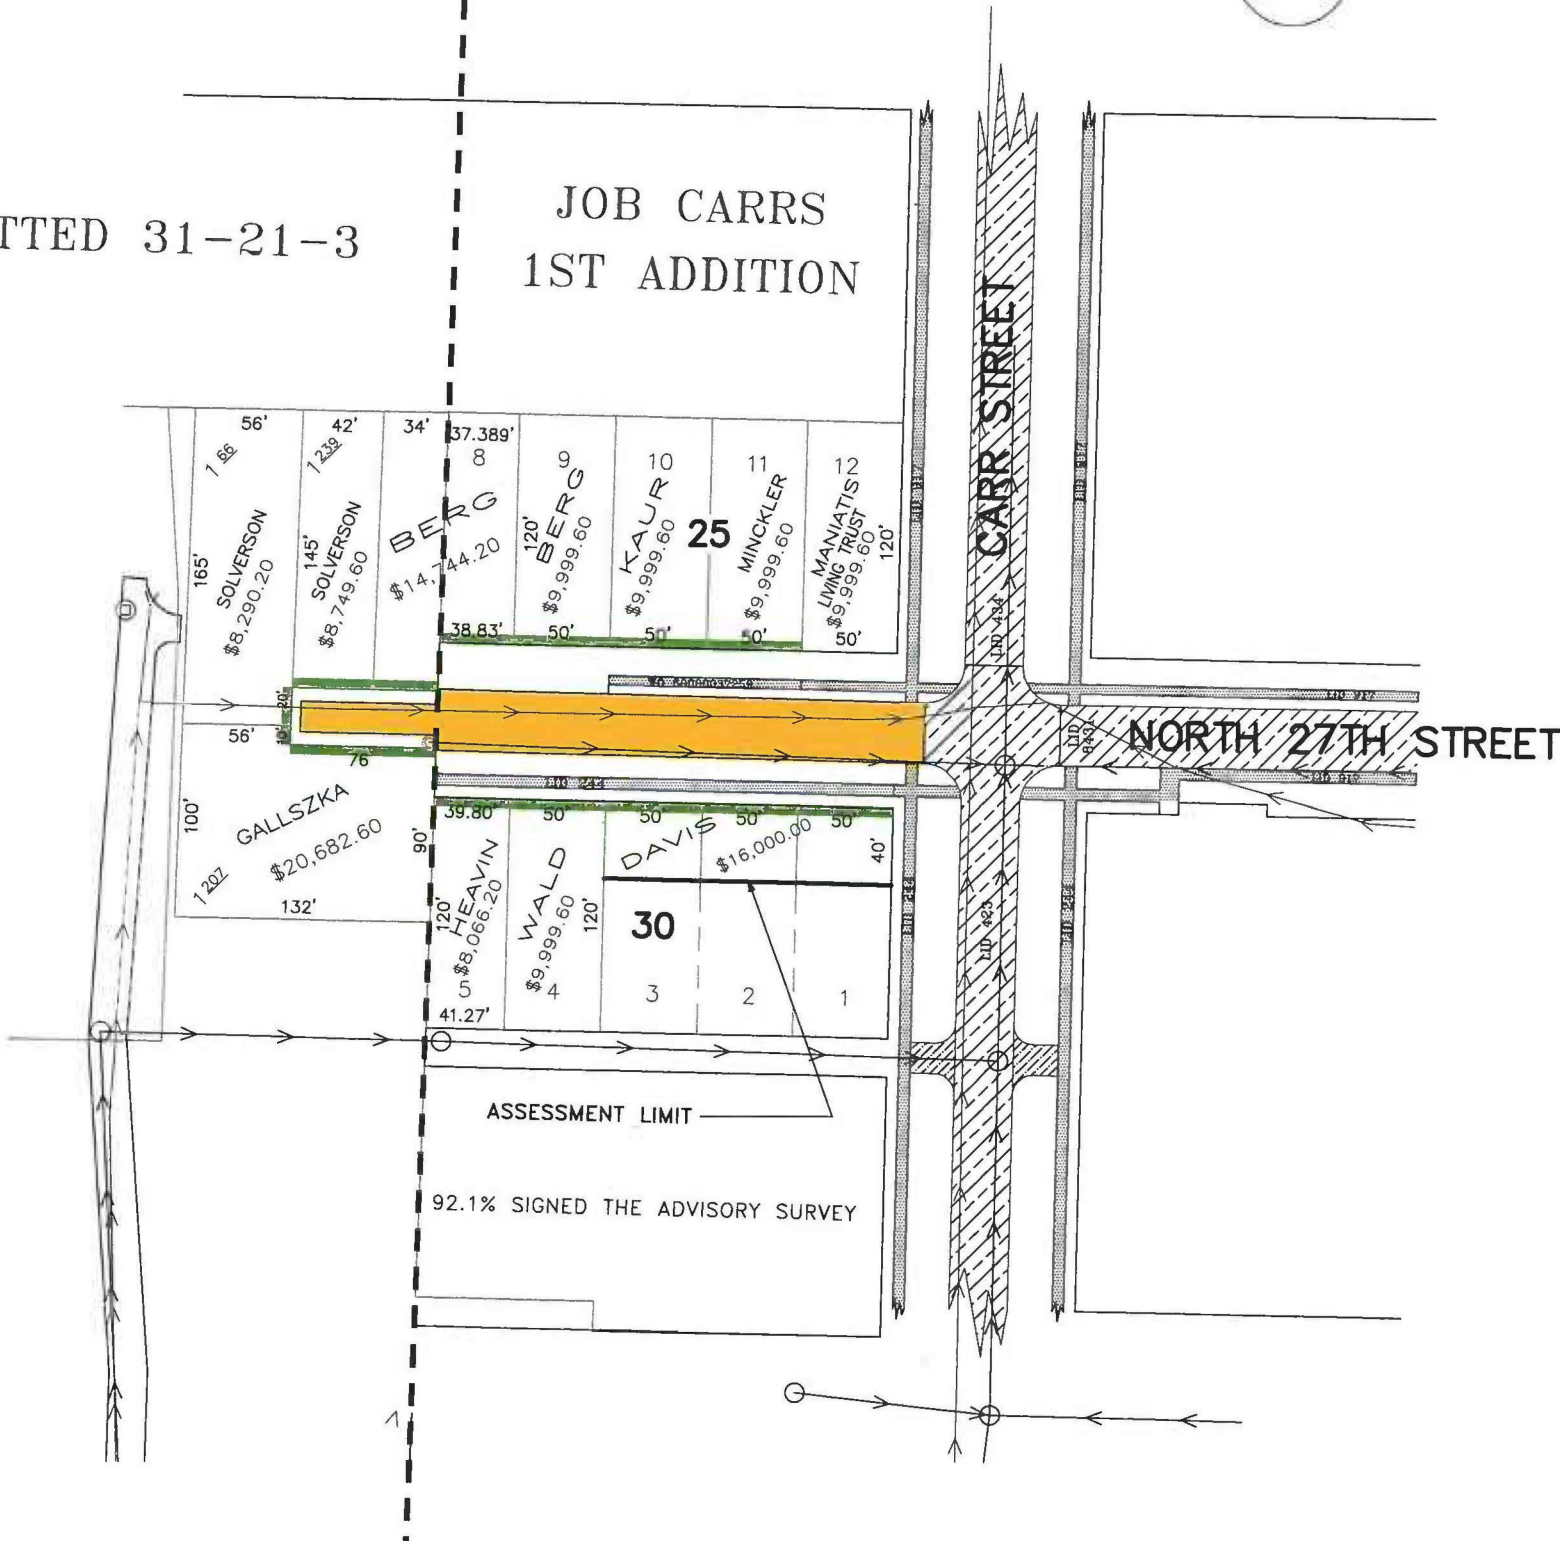 JOB CARRS
1ST ADDITION
TTED 31-21-3
CARR STREET
56'
42'
34'
37.389'
1 66
1 239
8
9
10
11
12
165'
SOLVERSON
$8,290.20
145'
SOLVERSON
$8,749.60
BERG
$14,744.20
120'
BERG
$9,999.60
KAUR
$9,999.60
25
MINCKLER
$9,999.60
MANIATIS
LIVING TRUST
$9,999.60
120'
38.83'
50'
50'
50'
50'
LID 434
20'
10'
56'
76
LID 917
LID 843
NORTH 27TH STREET
LID 244
39.80'
50'
50'
50'
50'
100'
GALLSZKA
$20,682.60
1 207
132'
90'
120'
HEAVIN
$8,066.20
5
41.27'
WALD
$9,999.60
4
120'
DAVIS
$16,000.00
40'
30
3
2
1
LID 423
ASSESSMENT LIMIT
92.1% SIGNED THE ADVISORY SURVEY